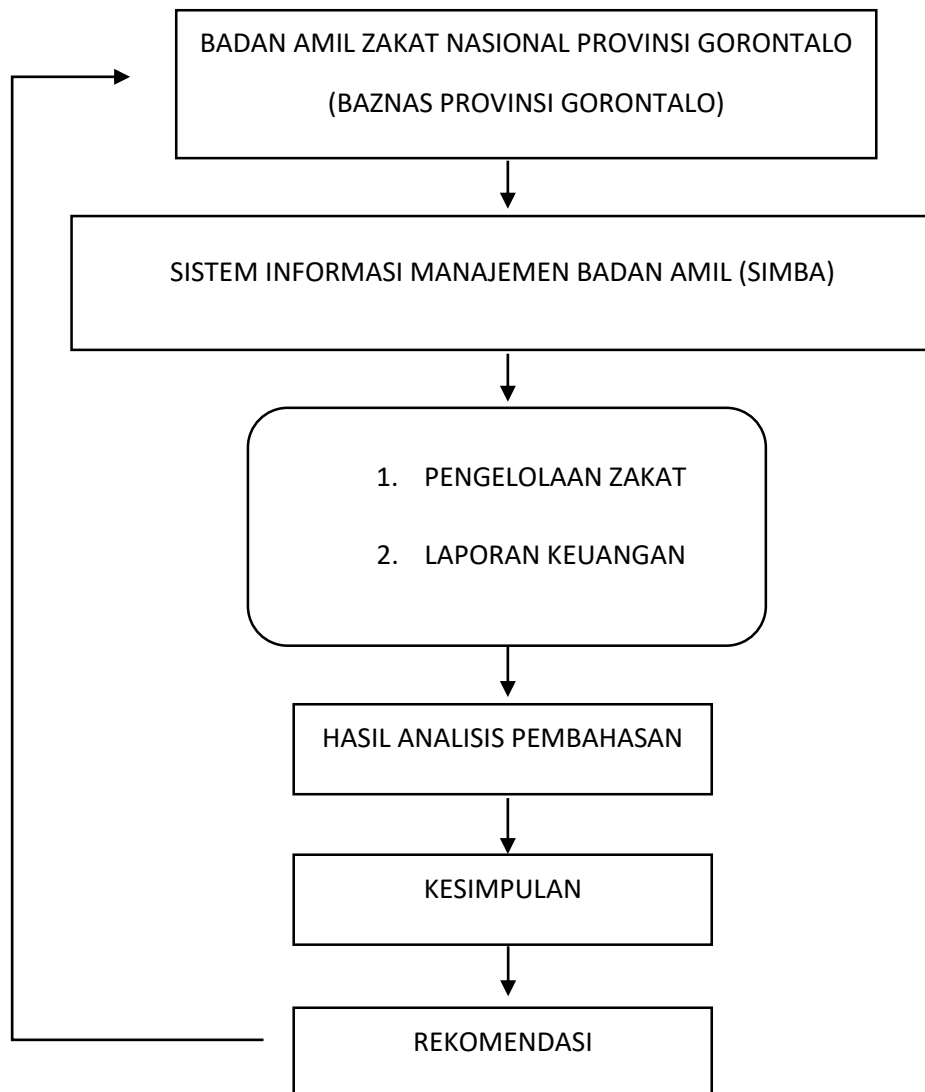 BADAN AMIL ZAKAT NASIONAL PROVINSI GORONTALO
(BAZNAS PROVINSI GORONTALO)
SISTEM INFORMASI MANAJEMEN BADAN AMIL (SIMBA)
1. PENGELOLAAN ZAKAT
2. LAPORAN KEUANGAN
HASIL ANALISIS PEMBAHASAN
KESIMPULAN
REKOMENDASI